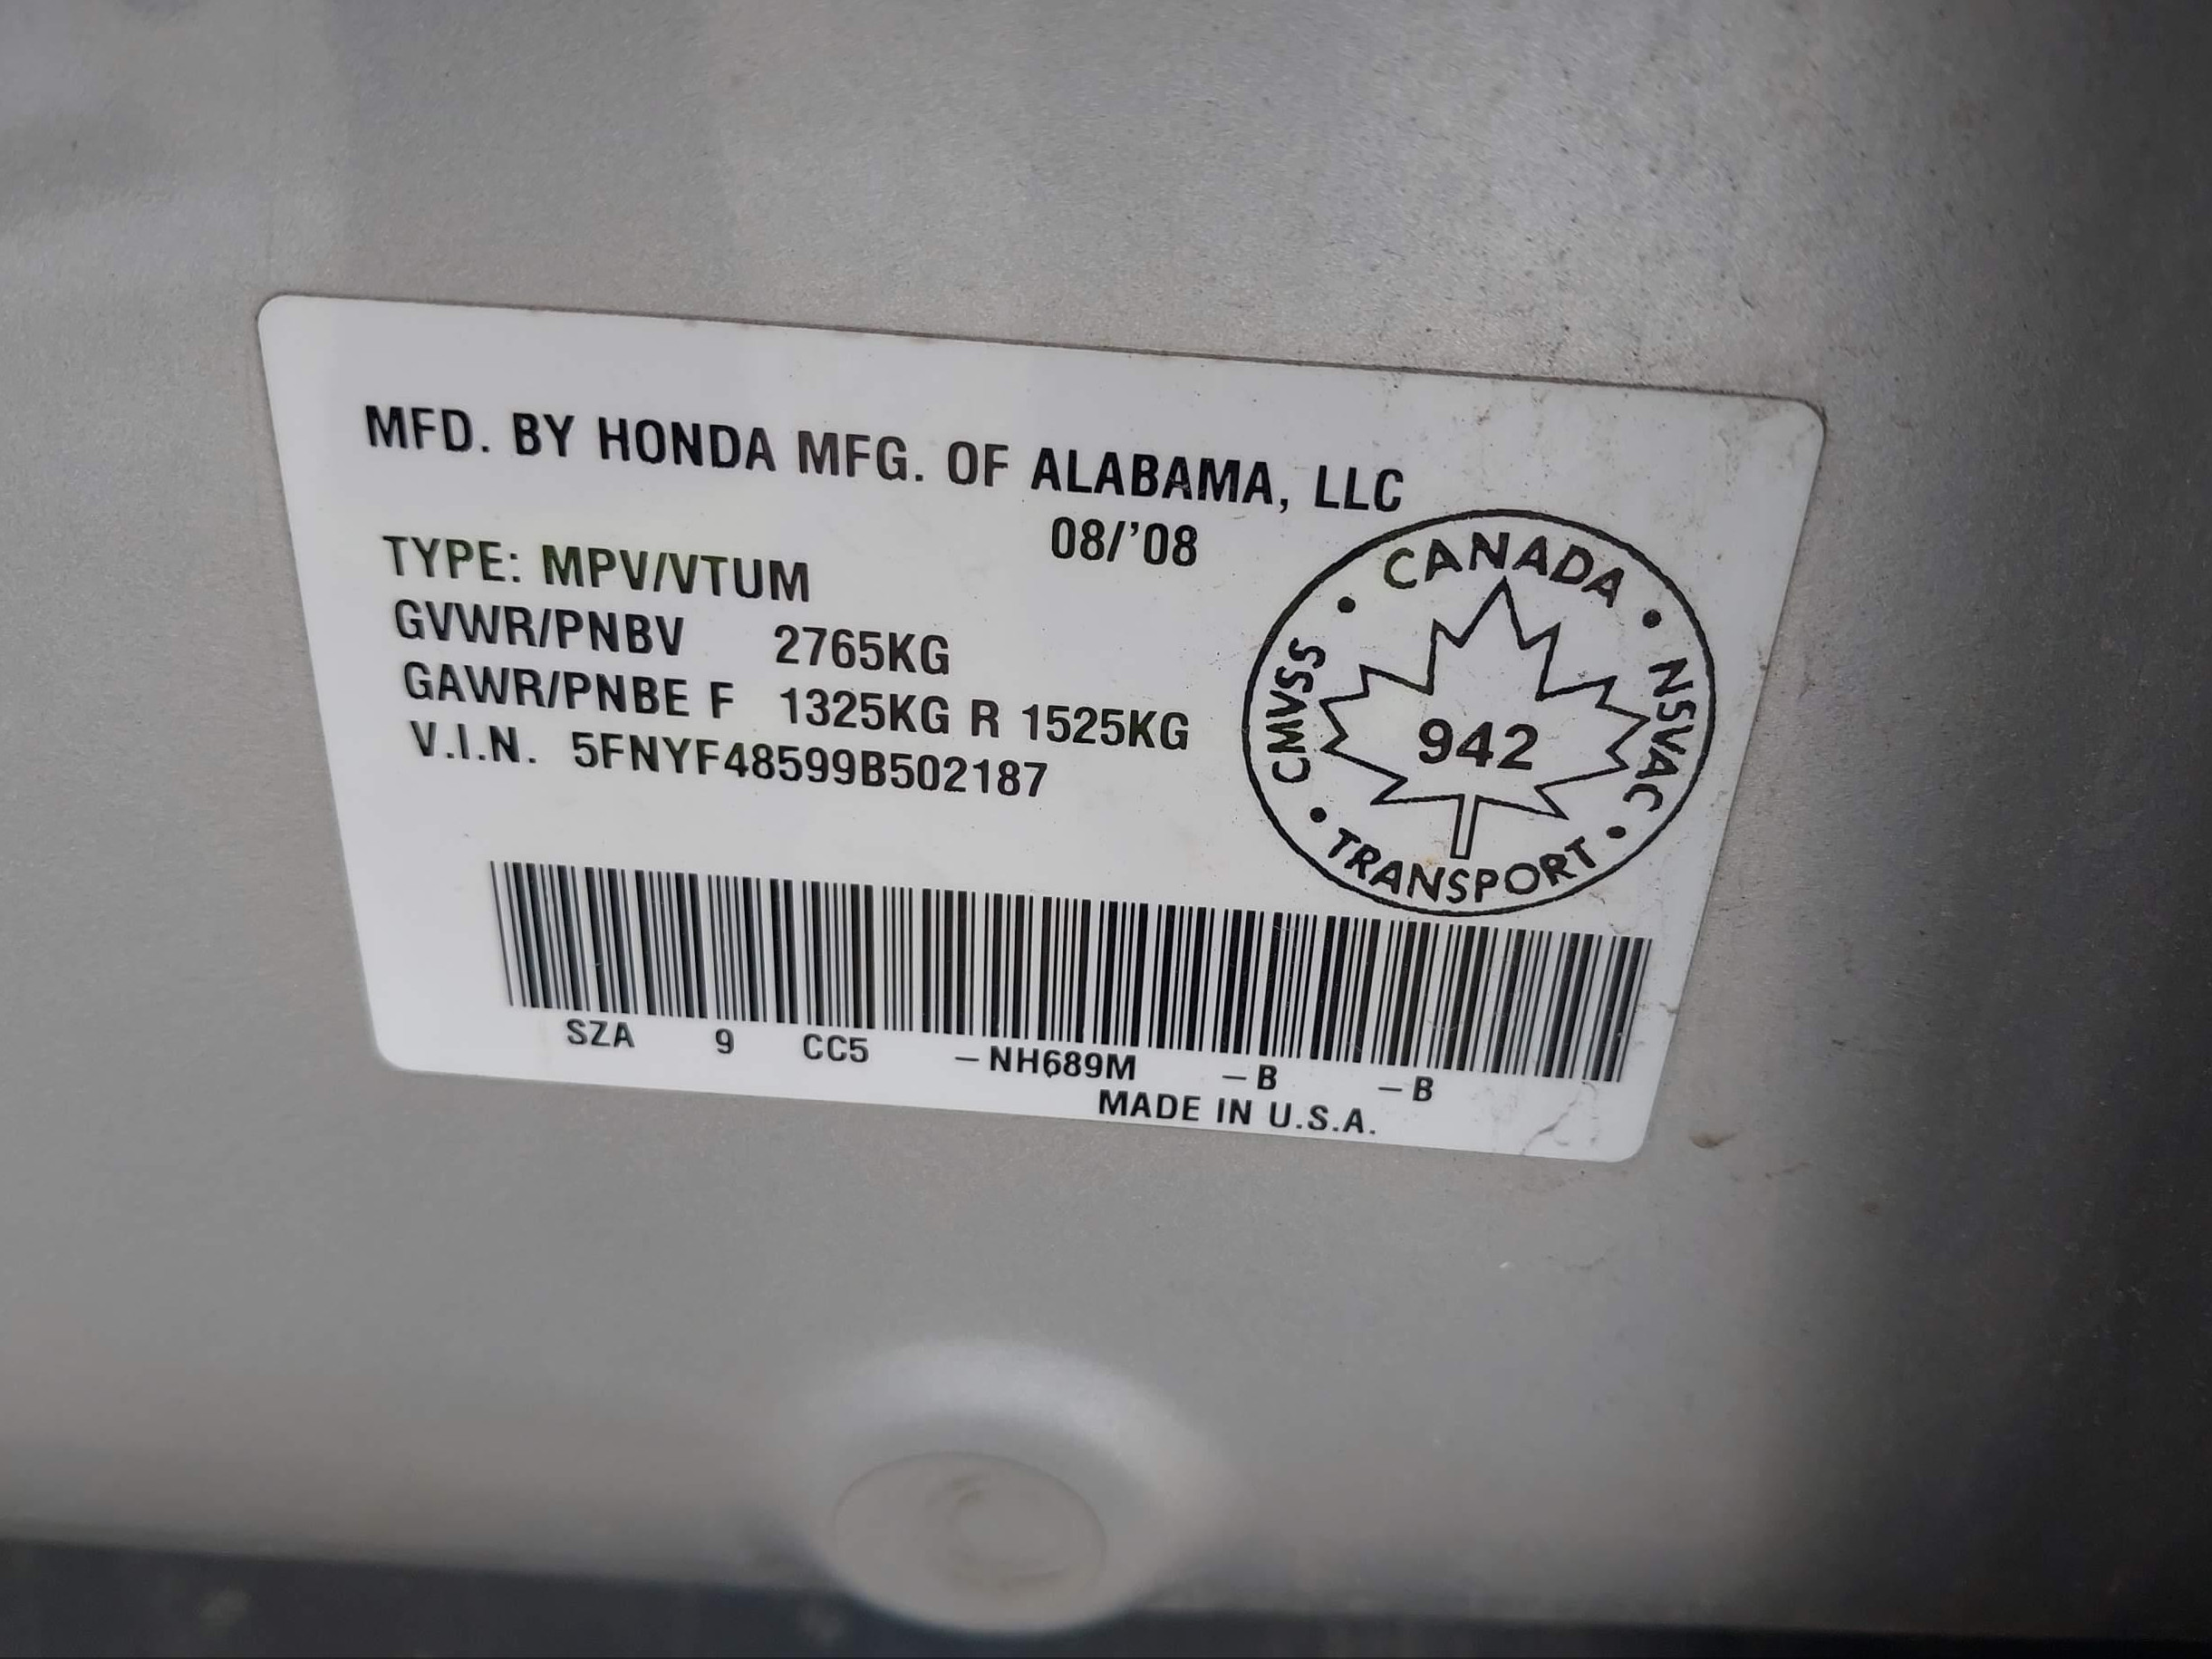 MFD. BY HONDA MFG. OF ALABAMA, LLC
08/'08
TYPE: MPV/VTUM
GVWR/PNBV 2765KG
GAWR/PNBE F 1325KG R 1525KG
V.I.N. 5FNYF48599B502187
CANADA
CMVSS
NSVAC
942
TRANSPORT
SZA 9 CC5 –NH689M –B –B
MADE IN U.S.A.